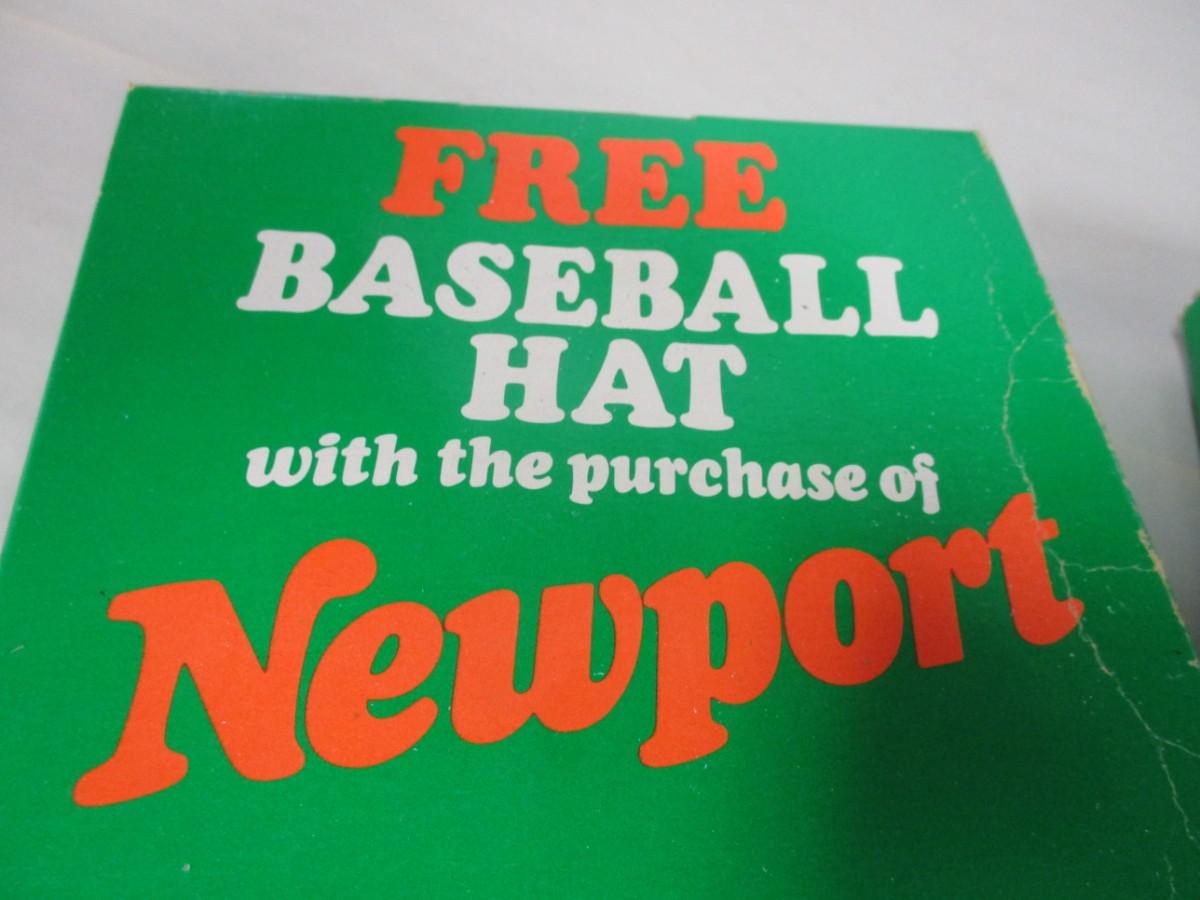 FREE
BASEBALL
HAT
with the purchase of
Newport